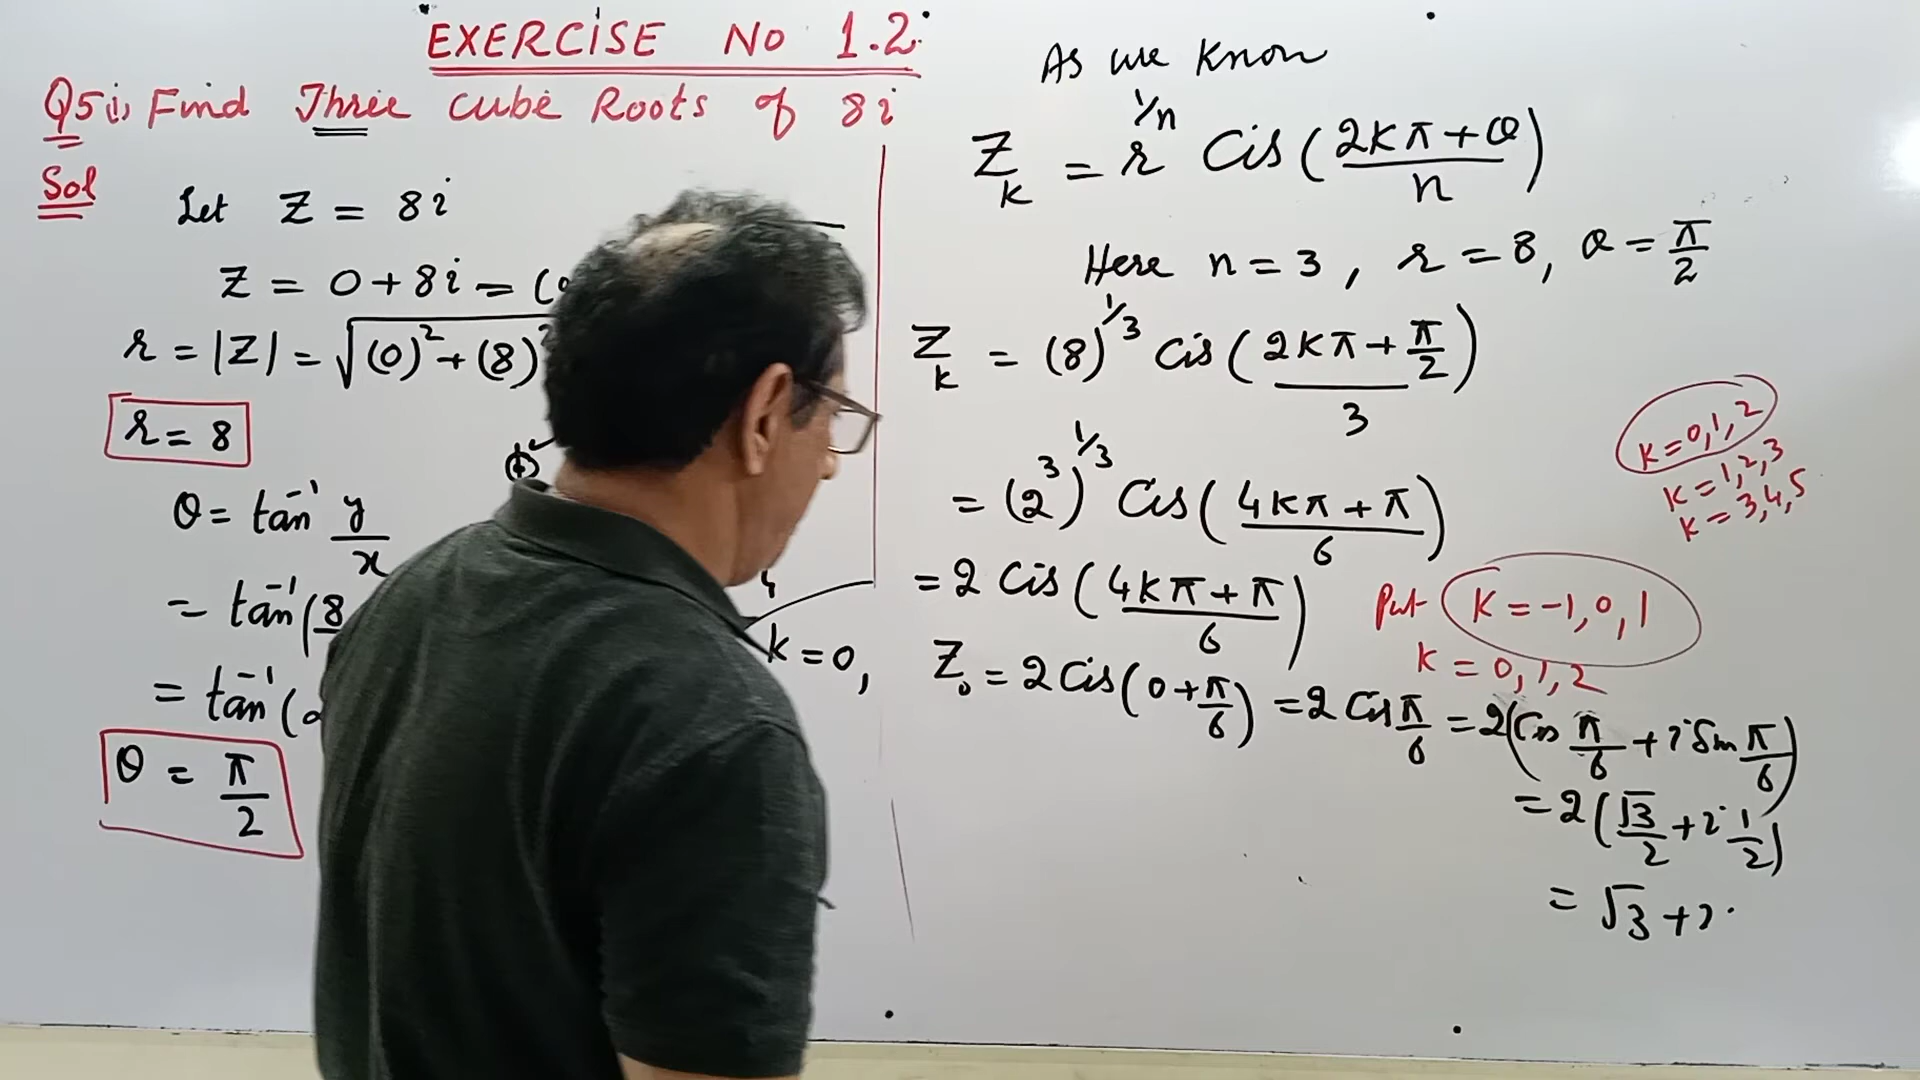 EXERCISE No 1.2
Q5i, Find Three Cube Roots of 8i
Sol
Let Z = 8i
Z = 0 + 8i = (0
r = |Z| = √(0)² + (8)²
r = 8
θ = tan⁻¹ y/x
= tan⁻¹(8
= tan⁻¹(
θ = π/2
As we know
Z_k = r^1/n Cis((2kπ + θ)/n)
Here n = 3, r = 8, θ = π/2
Z_k = (8)^1/3 Cis((2kπ + π/2)/3)
= (2³)^1/3 Cis((4kπ + π)/6)
= 2 Cis((4kπ + π)/6)
k = 0,1,2
k = 1,2,3
k = 3,4,5
Put k = -1, 0, 1
k = 0, 1, 2
k = 0, Z₀ = 2 Cis(0 + π/6) = 2 Cis π/6 = 2(Cos π/6 + i Sin π/6)
= 2(√3/2 + i 1/2)
= √3 + i